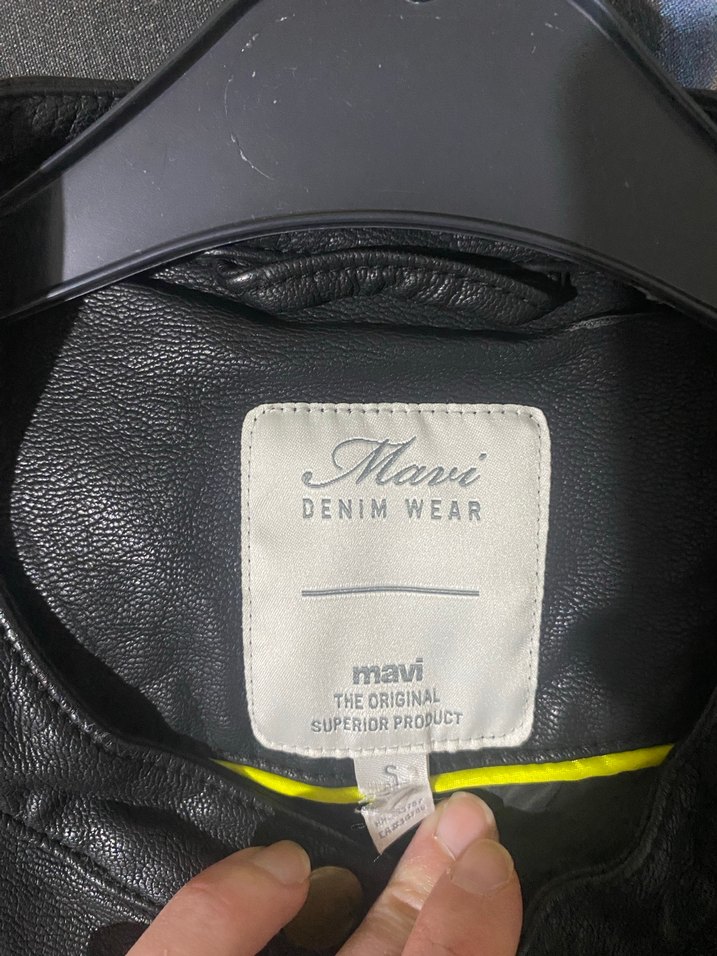 Mavi
DENIM WEAR
mavi
THE ORIGINAL
SUPERIOR PRODUCT
S